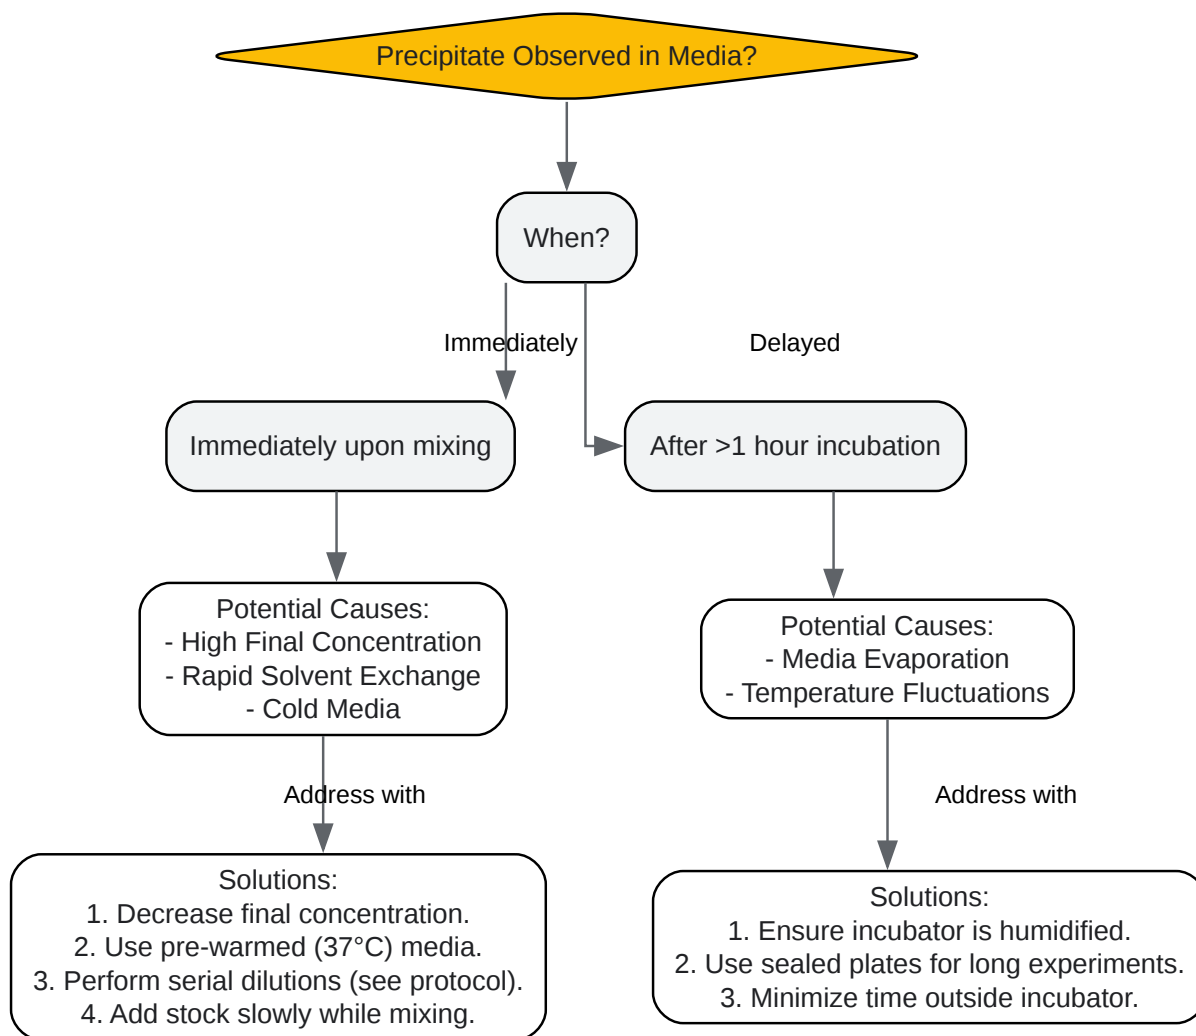 Precipitate Observed in Media?
When?
Immediately
Delayed
Immediately upon mixing
After >1 hour incubation
Potential Causes:
- High Final Concentration
- Rapid Solvent Exchange
- Cold Media
Potential Causes:
- Media Evaporation
- Temperature Fluctuations
Address with
Address with
Solutions:
1. Decrease final concentration.
2. Use pre-warmed (37°C) media.
3. Perform serial dilutions (see protocol).
4. Add stock slowly while mixing.
Solutions:
1. Ensure incubator is humidified.
2. Use sealed plates for long experiments.
3. Minimize time outside incubator.